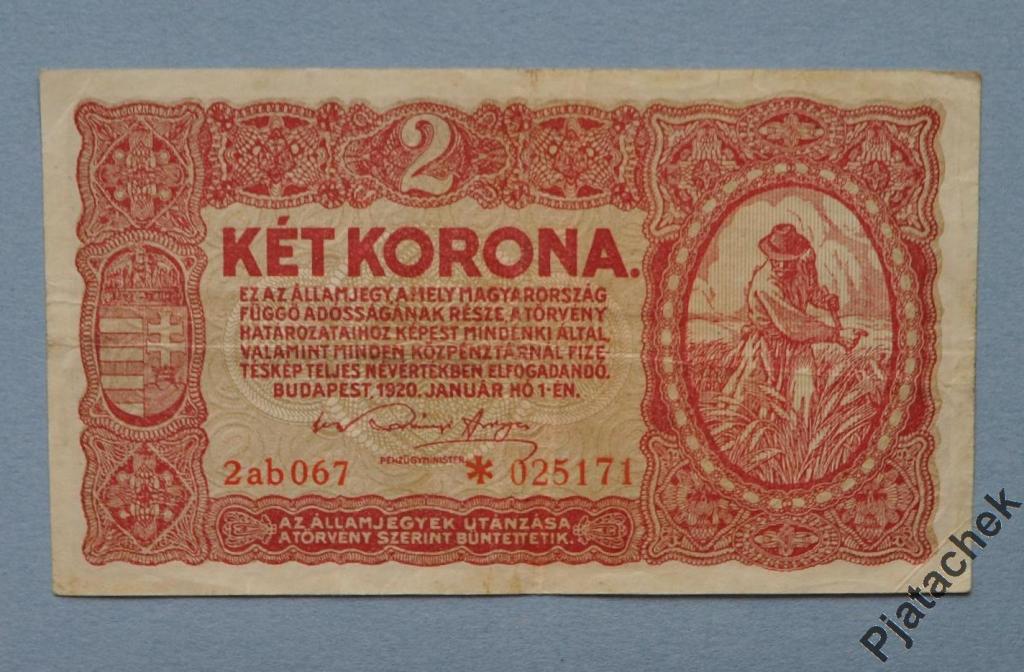 2
KÉT KORONA.
EZ AZ ÁLLAMJEGY, AMELY MAGYARORSZÁG
FÜGGŐ ADÓSSÁGÁNAK RÉSZE, A TÖRVÉNY
HATÁROZATAIHOZ KÉPEST MINDENKI ÁLTAL,
VALAMINT MINDEN KÖZPÉNZTÁRNÁL FIZE
TÉSKÉP TELJES NÉVÉRTÉKBEN ELFOGADANDÓ.
BUDAPEST, 1920. JANUÁR HÓ 1-ÉN.
PÉNZÜGYMINISTER
2ab067 * 025171
AZ ÁLLAMJEGYEK UTÁNZÁSA
A TÖRVÉNY SZERINT BÜNTETTETIK.
Pjatachek